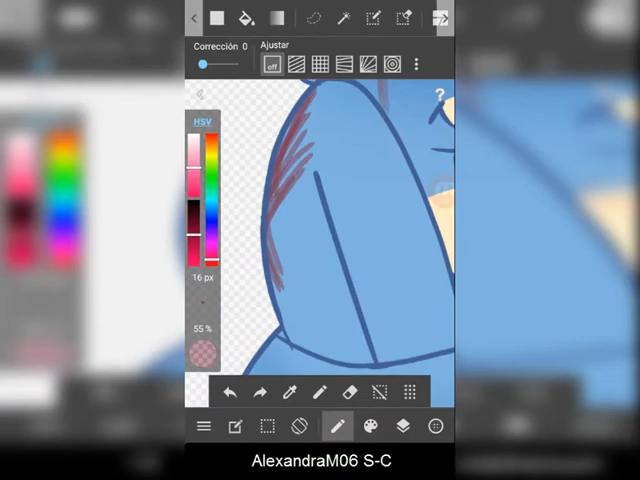 Corrección 0
Ajustar
off
?
HSV
16 px
55 %
AlexandraM06 S-C